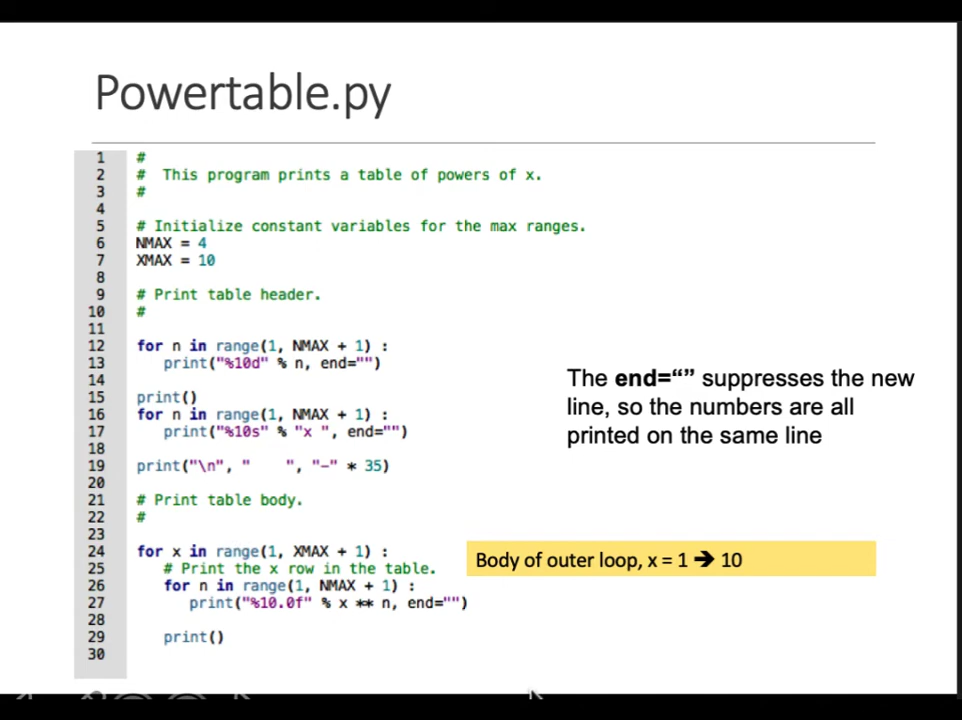 Powertable.py
1 #
2 #  This program prints a table of powers of x.
3 #
4
5 # Initialize constant variables for the max ranges.
6 NMAX = 4
7 XMAX = 10
8
9 # Print table header.
10 #
11
12 for n in range(1, NMAX + 1) :
13    print("%10d" % n, end="")
14
15 print()
16 for n in range(1, NMAX + 1) :
17    print("%10s" % "x ", end="")
18
19 print("\n", "    ", "-" * 35)
20
21 # Print table body.
22 #
23
24 for x in range(1, XMAX + 1) :
25    # Print the x row in the table.
26    for n in range(1, NMAX + 1) :
27       print("%10.0f" % x ** n, end="")
28
29    print()
30
The end=“” suppresses the new
line, so the numbers are all
printed on the same line
Body of outer loop, x = 1 ➔ 10